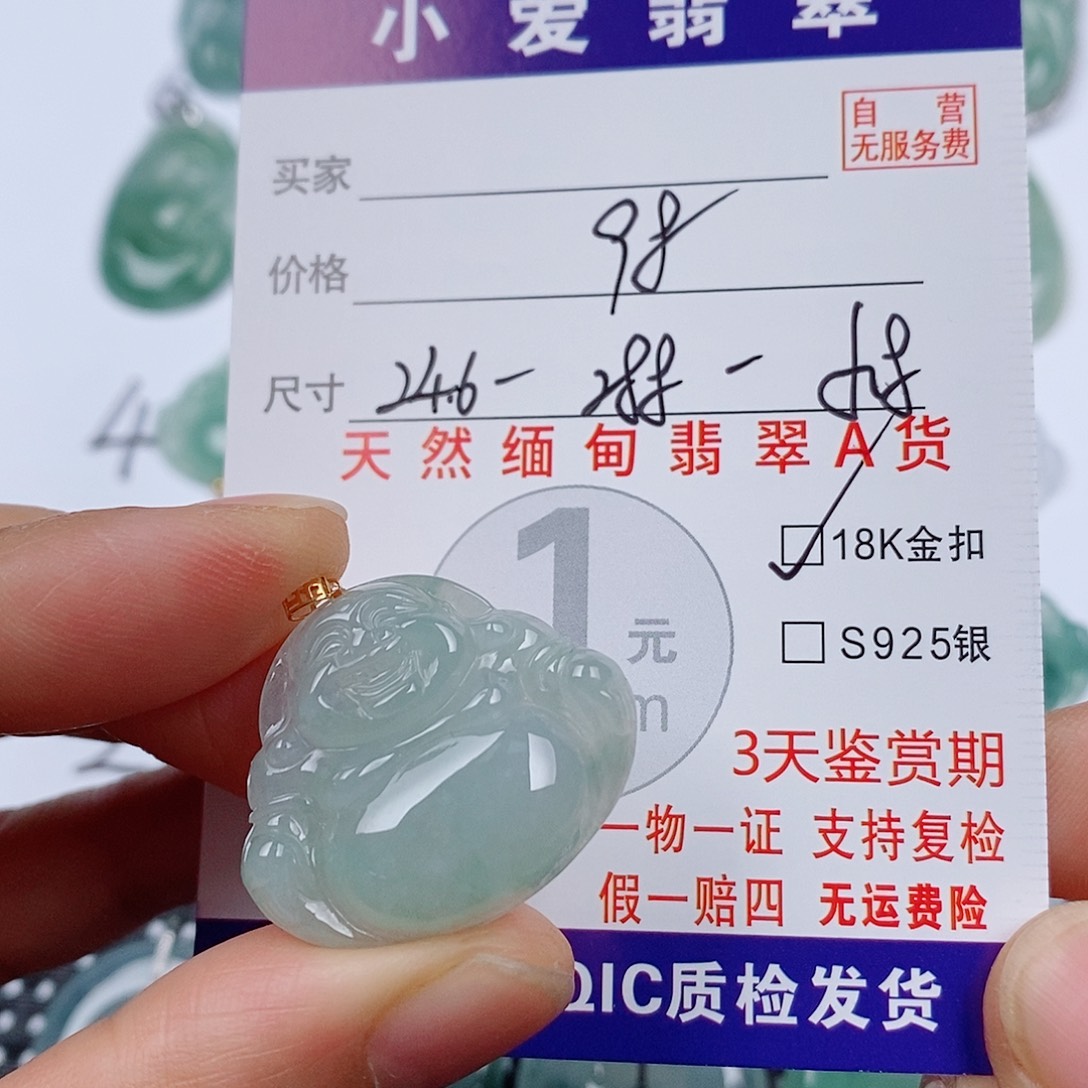 小爱翡翠
自营
无服务费
买家
价格 98
尺寸 24.6-
天然缅甸翡翠A货
1元
18K金扣
S925银
3天鉴赏期
一物一证 支持复检
假一赔四 无运费险
QIC质检发货
4